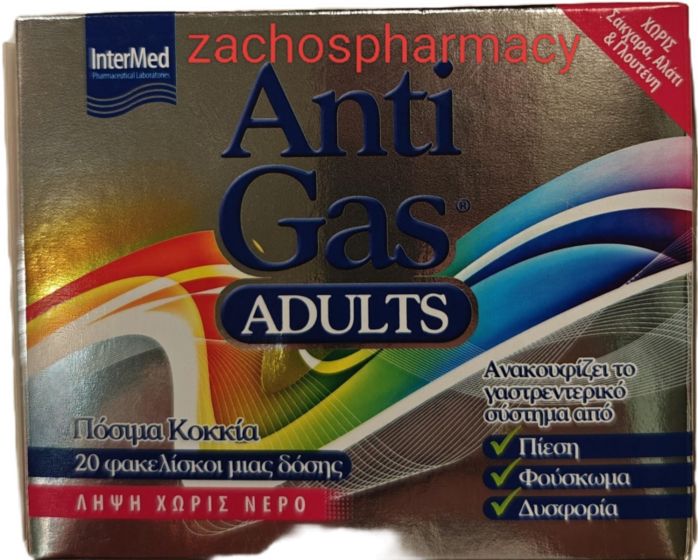 InterMed
Pharmaceutical Laboratories
zachospharmacy
ΧΩΡΙΣ
Σάκχαρα, Αλάτι
& Γλουτένη
Anti
Gas®
ADULTS
Ανακουφίζει το
γαστρεντερικό
σύστημα από
Πίεση
Φούσκωμα
Δυσφορία
Πόσιμα Κοκκία
20 φακελίσκοι μιας δόσης
ΛΗΨΗ ΧΩΡΙΣ ΝΕΡΟ